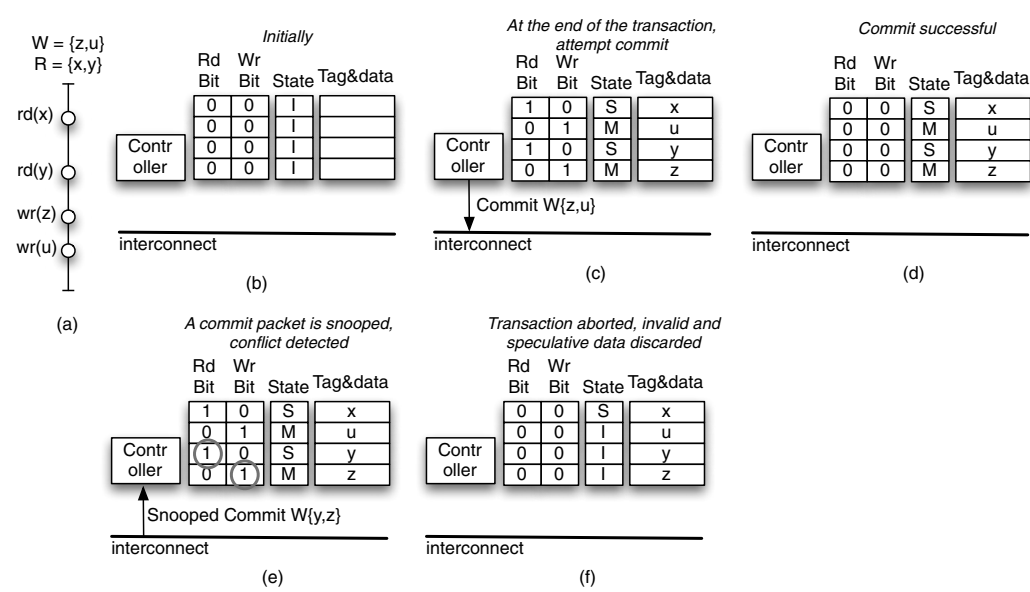 W = {z,u}
R = {x,y}
rd(x)
rd(y)
wr(z)
wr(u)
(a)
Initially
Rd Wr
Bit Bit State Tag&data
0 0 I
0 0 I
0 0 I
0 0 I
Contr
oller
interconnect
(b)
At the end of the transaction,
attempt commit
Rd Wr
Bit Bit State Tag&data
1 0 S x
0 1 M u
1 0 S y
0 1 M z
Contr
oller
Commit W{z,u}
interconnect
(c)
Commit successful
Rd Wr
Bit Bit State Tag&data
0 0 S x
0 0 M u
0 0 S y
0 0 M z
Contr
oller
interconnect
(d)
A commit packet is snooped,
conflict detected
Rd Wr
Bit Bit State Tag&data
1 0 S x
0 1 M u
1 0 S y
0 1 M z
Contr
oller
Snooped Commit W{y,z}
interconnect
(e)
Transaction aborted, invalid and
speculative data discarded
Rd Wr
Bit Bit State Tag&data
0 0 S x
0 0 I u
0 0 I y
0 0 I z
Contr
oller
interconnect
(f)